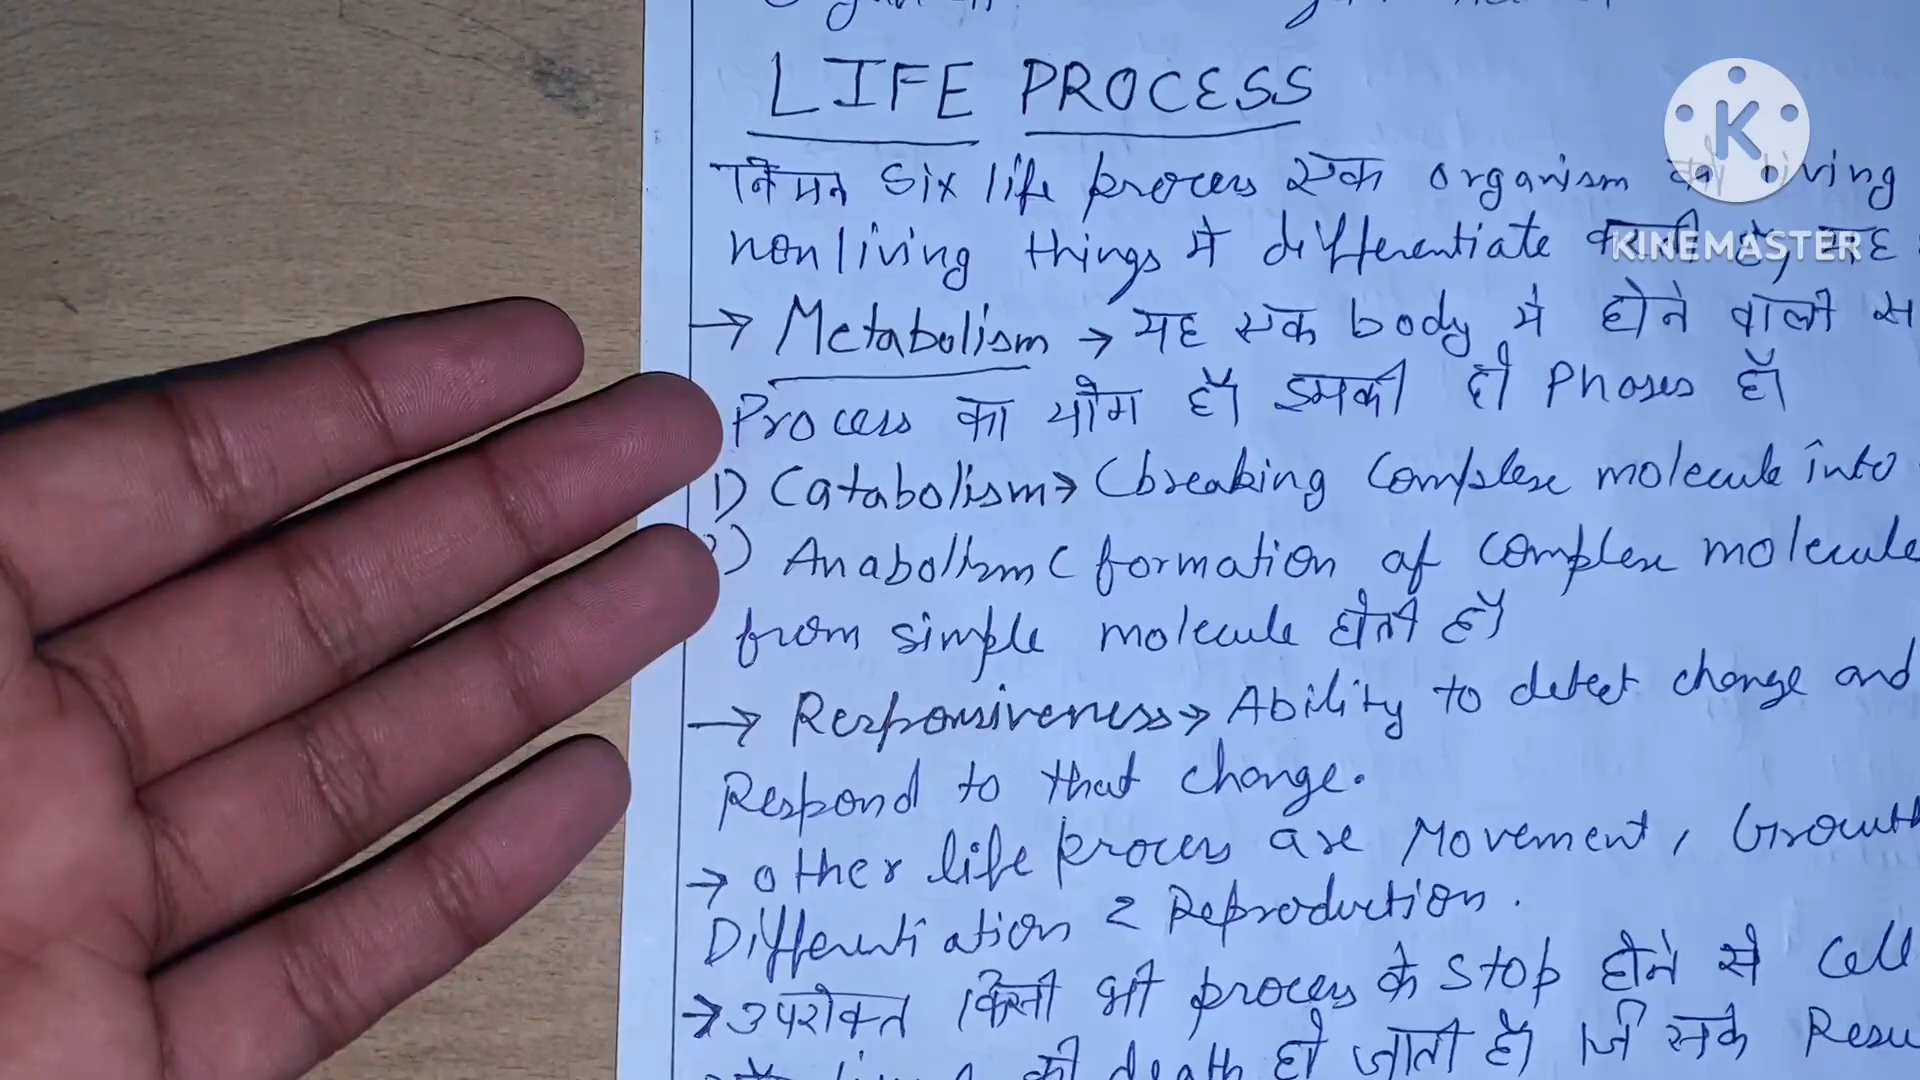 LIFE PROCESS
निम्न six life process एक organism को living
nonliving things मे differentiate करती है, यह
→ Metabolism → यह एक body मे होने वाली स
Process का योग हैं इसकी दो Phases हैं
1) Catabolism → (breaking complex molecule into
2) Anabolism ( formation of complex molecule
from simple molecule होती हैं
→ Responsiveness → Ability to detect change and
Respond to that change.
→ other life process are Movement, Growth
Differentiation & Reproduction.
→ उपरोक्त किसी भी process के stop होने से cell
की death हो जाती हैं जिसके Resu
K
KINEMASTER